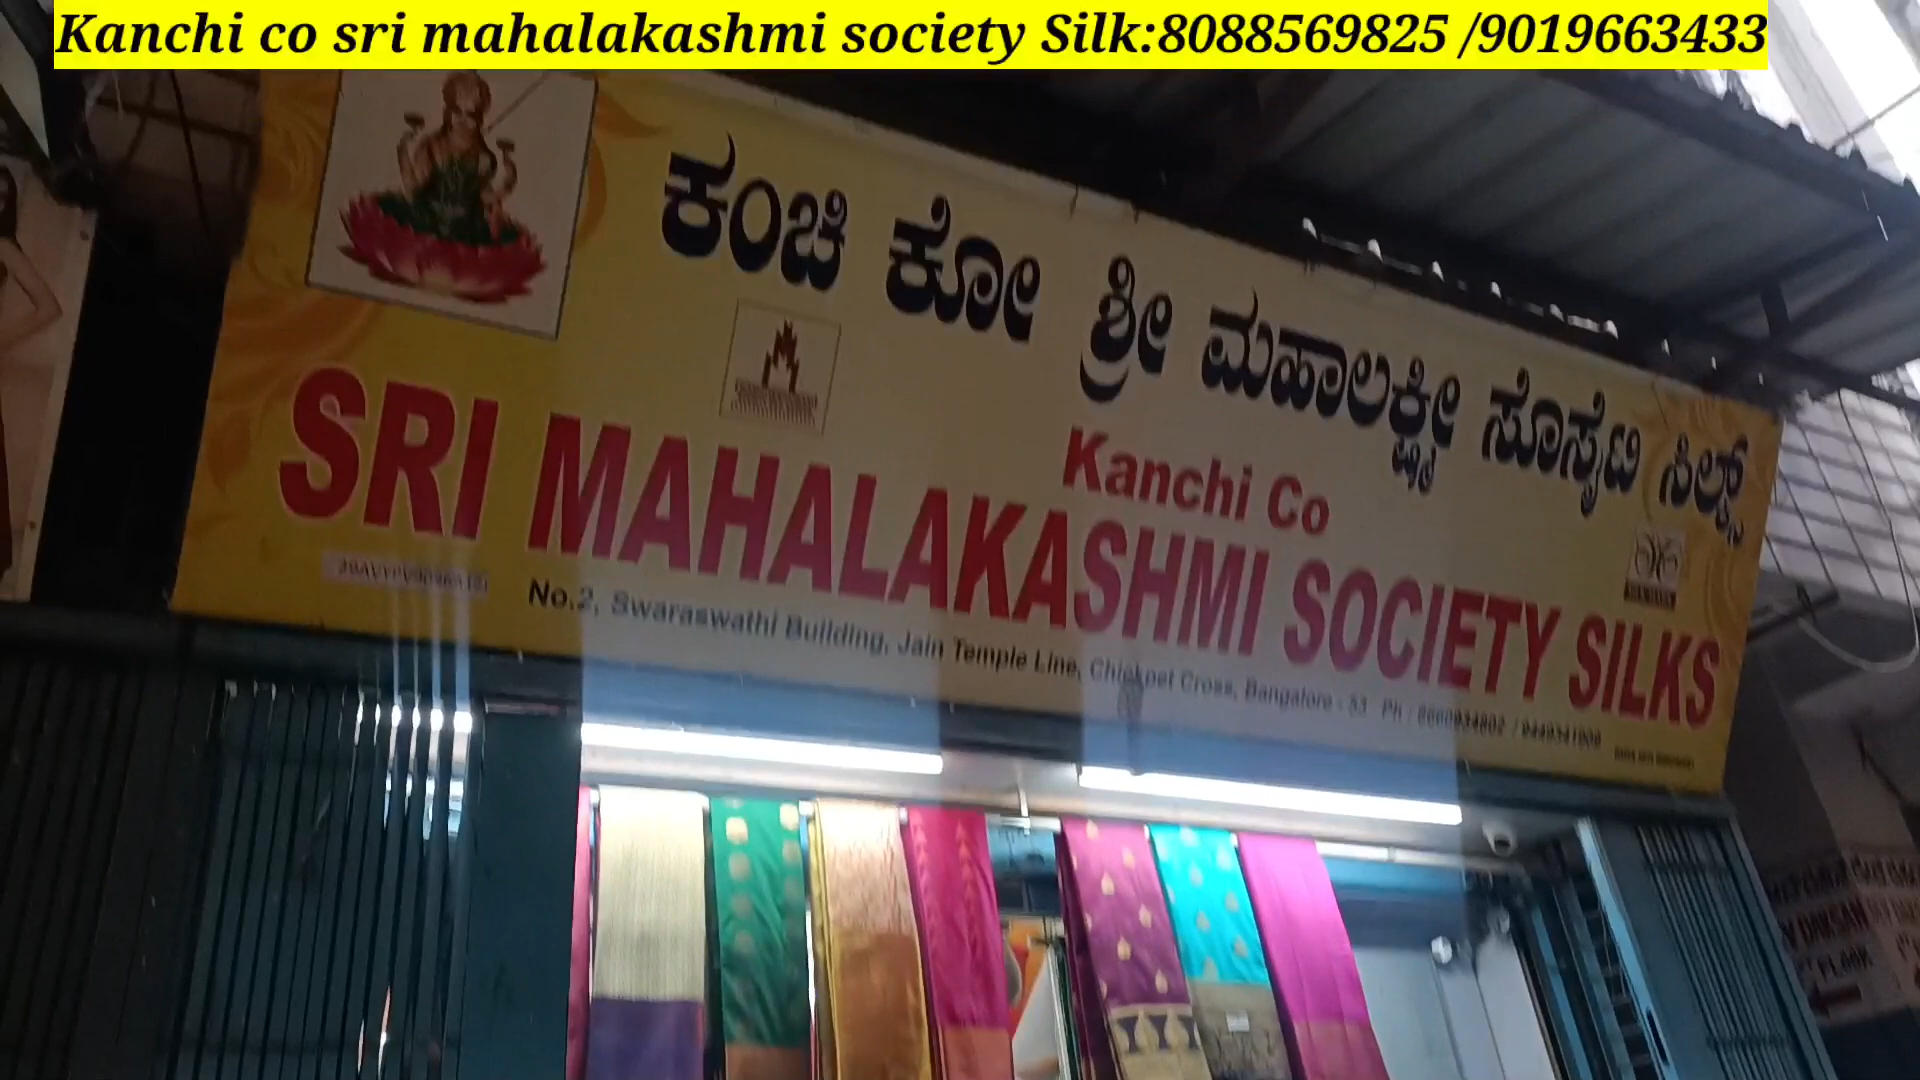 Kanchi co sri mahalakashmi society Silk:8088569825 /9019663433
ಕಂಚಿ ಕೋ ಶ್ರೀ ಮಹಾಲಕ್ಷ್ಮೀ ಸೊಸೈಟಿ ಸಿಲ್ಕ್ಸ್
Kanchi Co
SRI MAHALAKASHMI SOCIETY SILKS
No.2, Swaraswathi Building, Jain Temple Line, Chickpet Cross, Bangalore - 53 Ph :